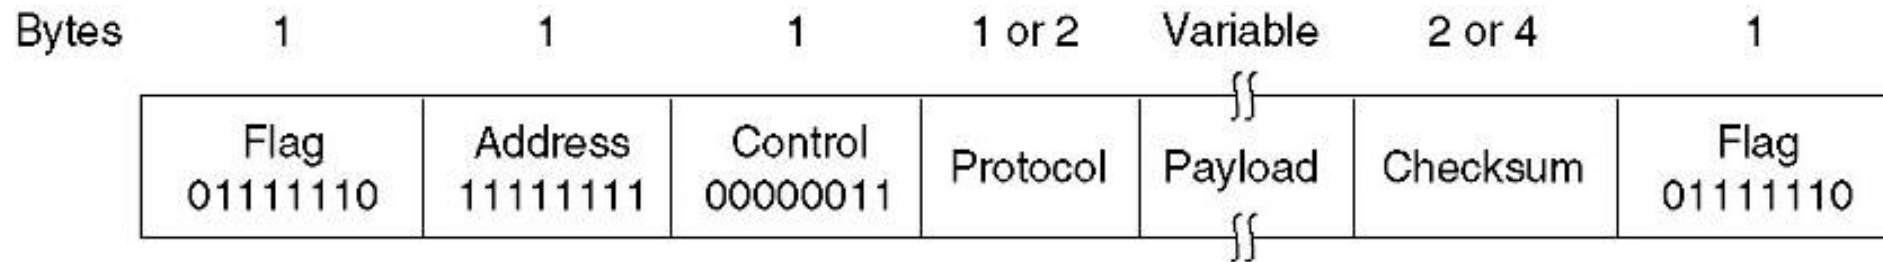 Bytes 1 1 1 1 or 2 Variable 2 or 4 1
Flag Address Control Protocol Payload Checksum Flag
01111110 11111111 00000011 01111110